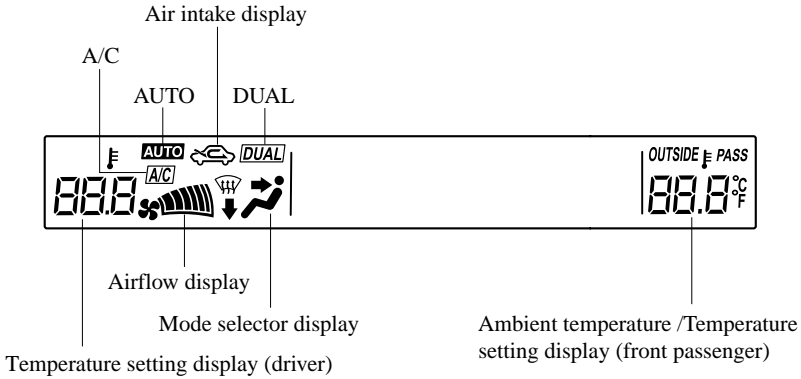 Air intake display
A/C
AUTO DUAL
AUTO DUAL OUTSIDE PASS
A/C
88.8 88.8 °C
°F
Airflow display
Mode selector display
Temperature setting display (driver)
Ambient temperature /Temperature
setting display (front passenger)